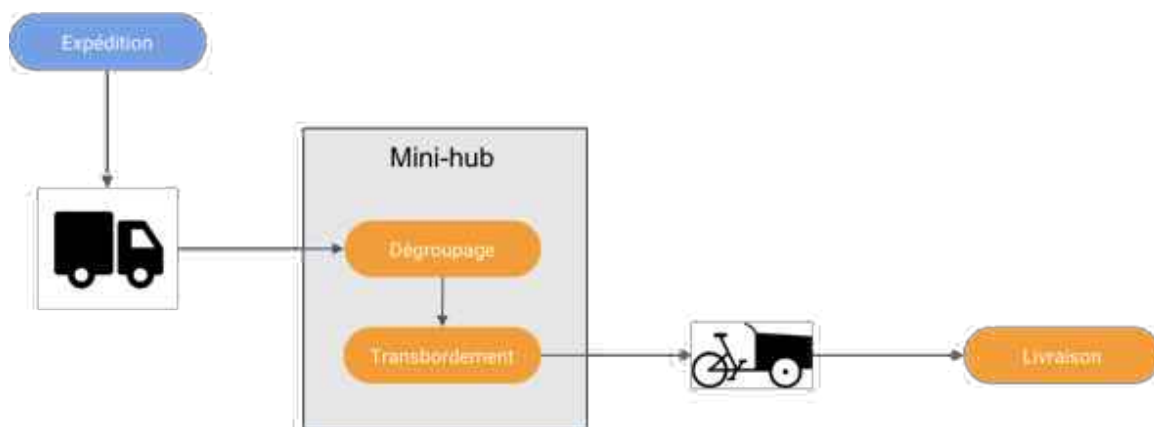 Expédition
Mini-hub
Dégroupage
Transbordement
Livraison